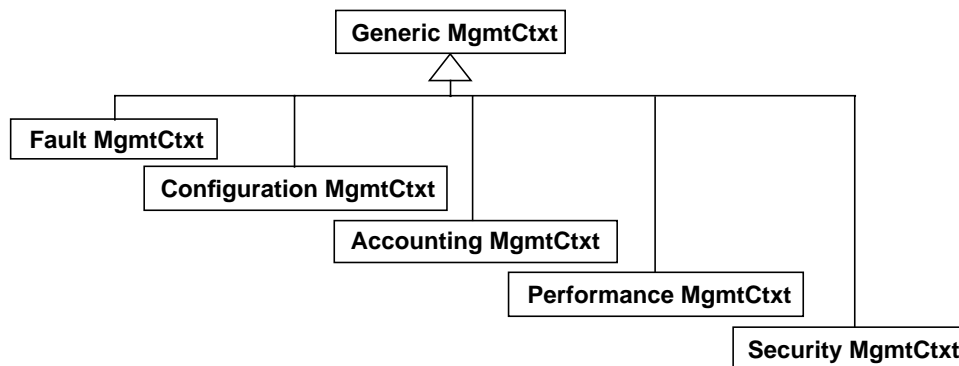 Generic MgmtCtxt
Fault MgmtCtxt
Configuration MgmtCtxt
Accounting MgmtCtxt
Performance MgmtCtxt
Security MgmtCtxt